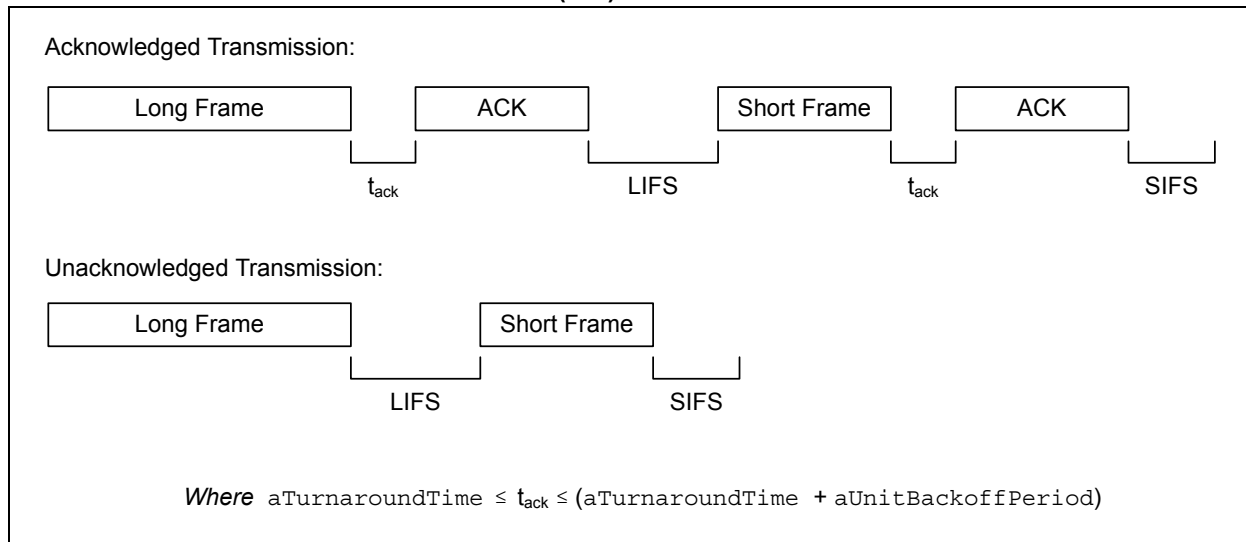 Acknowledged Transmission:
Long Frame ACK Short Frame ACK
tack LIFS tack SIFS
Unacknowledged Transmission:
Long Frame Short Frame
LIFS SIFS
Where aTurnaroundTime ≤ tack ≤ (aTurnaroundTime + aUnitBackoffPeriod)